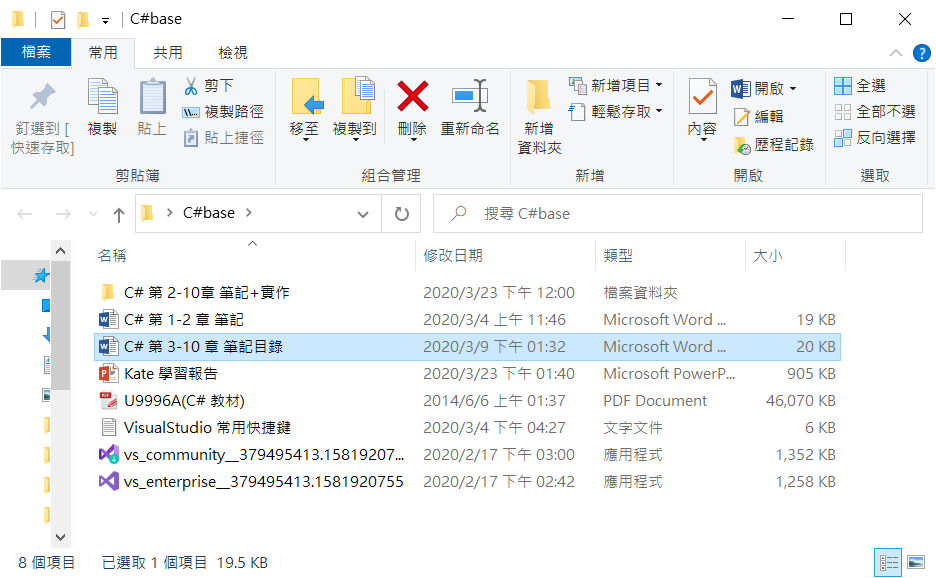 C#base
檔案 常用 共用 檢視
釘選到 [
快速存取]
複製
貼上
剪下
複製路徑
貼上捷徑
剪貼簿
移至
複製到
刪除
重新命名
組合管理
新增
資料夾
新增項目
輕鬆存取
新增
內容
開啟
編輯
歷程記錄
開啟
全選
全部不選
反向選擇
選取
C#base
搜尋 C#base
名稱 修改日期 類型 大小
C# 第 2-10章 筆記+實作 2020/3/23 下午 12:00 檔案資料夾
C# 第 1-2 章 筆記 2020/3/4 上午 11:46 Microsoft Word ... 19 KB
C# 第 3-10 章 筆記目錄 2020/3/9 下午 01:32 Microsoft Word ... 20 KB
Kate 學習報告 2020/3/23 下午 01:40 Microsoft PowerP... 905 KB
U9996A(C# 教材) 2014/6/6 上午 01:37 PDF Document 46,070 KB
VisualStudio 常用快捷鍵 2020/3/4 下午 04:27 文字文件 6 KB
vs_community__379495413.15819207... 2020/2/17 下午 03:00 應用程式 1,352 KB
vs_enterprise__379495413.1581920755 2020/2/17 下午 02:42 應用程式 1,258 KB
8 個項目 已選取 1 個項目 19.5 KB